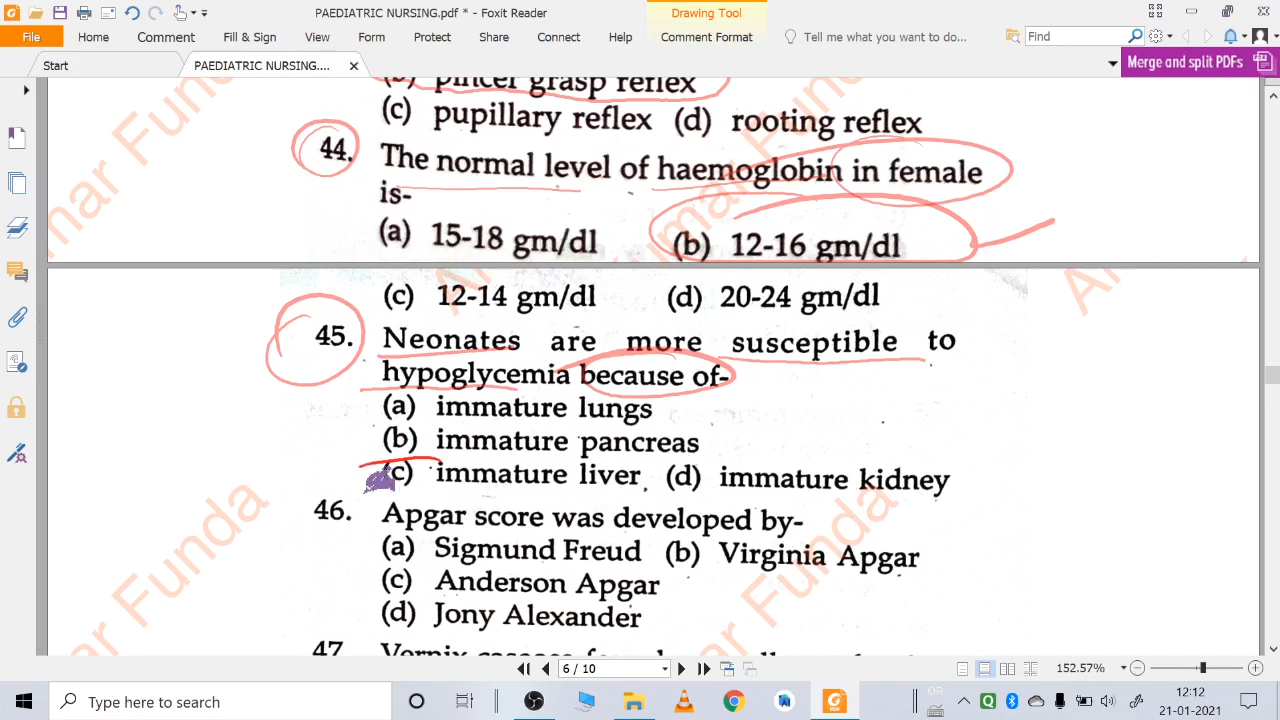 PAEDIATRIC NURSING.pdf * - Foxit Reader
Drawing Tool
File Home Comment Fill & Sign View Form Protect Share Connect Help Comment Format Tell me what you want to do... Find
Start PAEDIATRIC NURSING.... Merge and split PDFs
pincer grasp reflex
(c) pupillary reflex (d) rooting reflex
44. The normal level of haemoglobin in female
is-
(a) 15-18 gm/dl (b) 12-16 gm/dl
(c) 12-14 gm/dl (d) 20-24 gm/dl
45. Neonates are more susceptible to
hypoglycemia because of-
(a) immature lungs
(b) immature pancreas
(c) immature liver (d) immature kidney
46. Apgar score was developed by-
(a) Sigmund Freud (b) Virginia Apgar
(c) Anderson Apgar
(d) Jony Alexander
47.
Funda
6 / 10 152.57%
Type here to search
12:12
21-01-2021